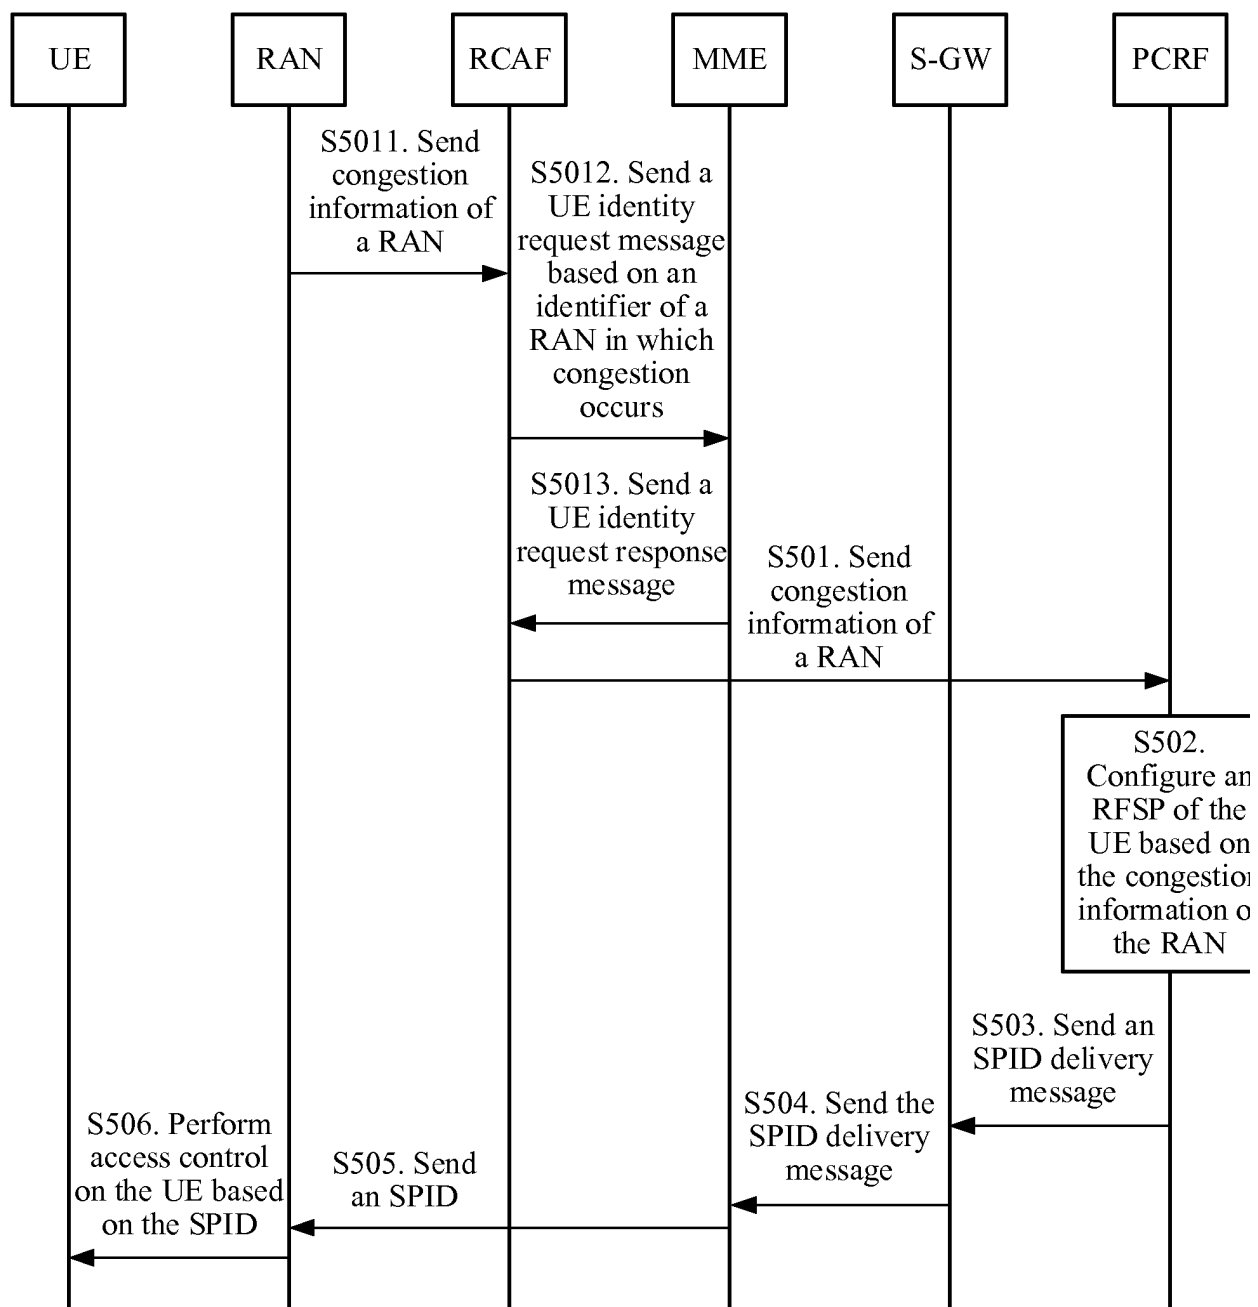 UE
RAN
RCAF
MME
S-GW
PCRF
S5011. Send
congestion
information of
a RAN
S5012. Send a
UE identity
request message
based on an
identifier of a
RAN in which
congestion
occurs
S5013. Send a
UE identity
request response
message
S501. Send
congestion
information of
a RAN
S502.
Configure an
RFSP of the
UE based on
the congestion
information o
the RAN
S503. Send an
SPID delivery
message
S504. Send the
SPID delivery
message
S505. Send
an SPID
S506. Perform
access control
on the UE based
on the SPID